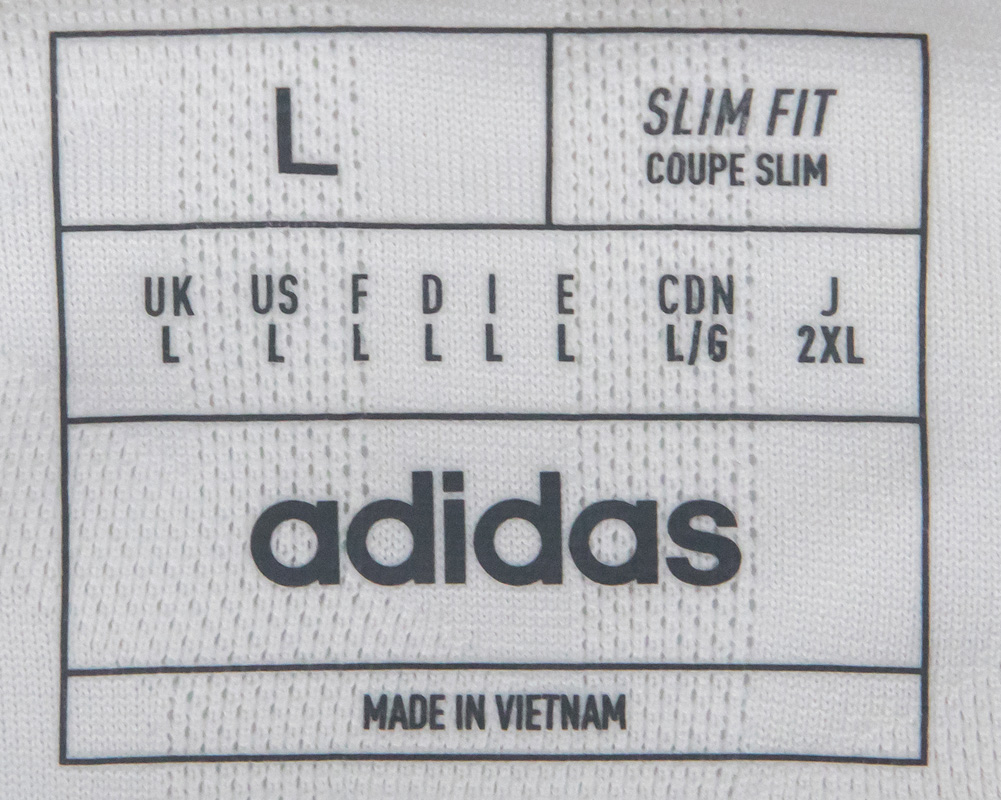 L
SLIM FIT
COUPE SLIM
UK US F D I E CDN J
L L L L L L L/G 2XL
adidas
MADE IN VIETNAM